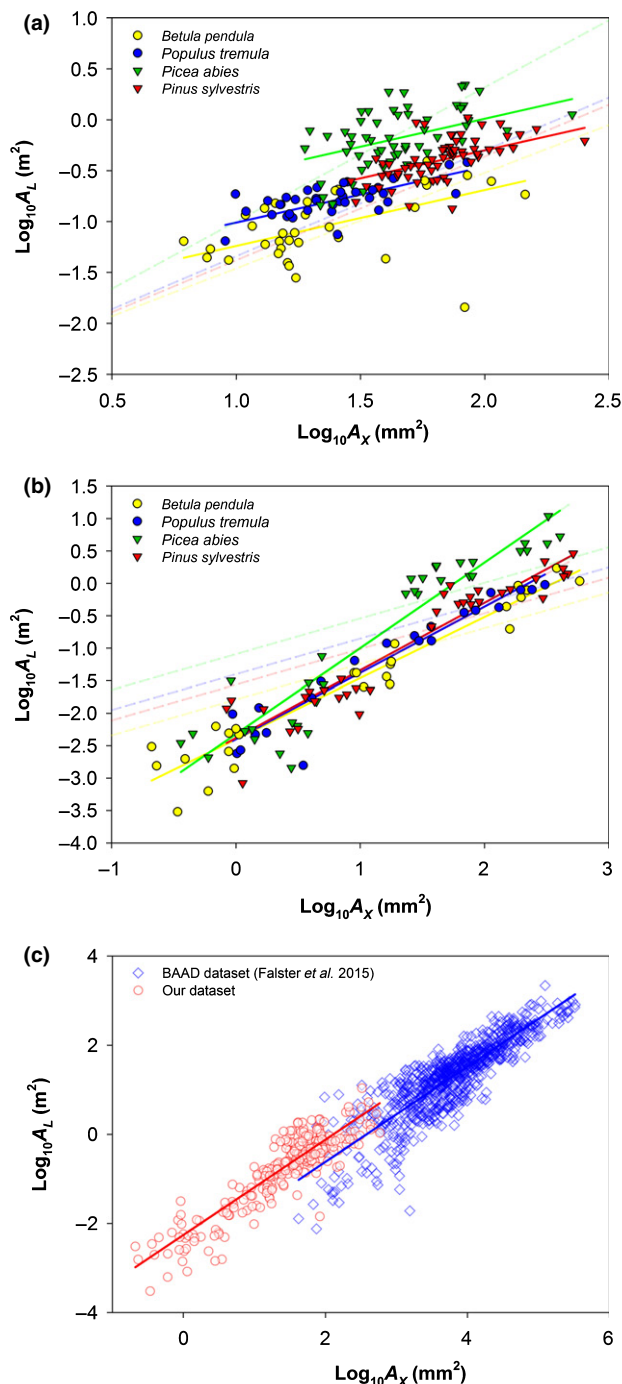 (a)
1.0
Betula pendula
Populus tremula
Picea abies
Pinus sylvestris
0.5
0.0
–0.5
–1.0
–1.5
–2.0
–2.5
Log10AL (m2)
0.5
1.0
1.5
2.0
2.5
Log10AX (mm2)
(b)
1.5
Betula pendula
Populus tremula
Picea abies
Pinus sylvestris
1.0
0.5
0.0
–0.5
–1.0
–1.5
–2.0
–2.5
–3.0
–3.5
–4.0
Log10AL (m2)
–1
0
1
2
3
Log10AX (mm2)
(c)
4
BAAD dataset (Falster et al. 2015)
Our dataset
2
0
–2
–4
Log10AL (m2)
0
2
4
6
Log10AX (mm2)